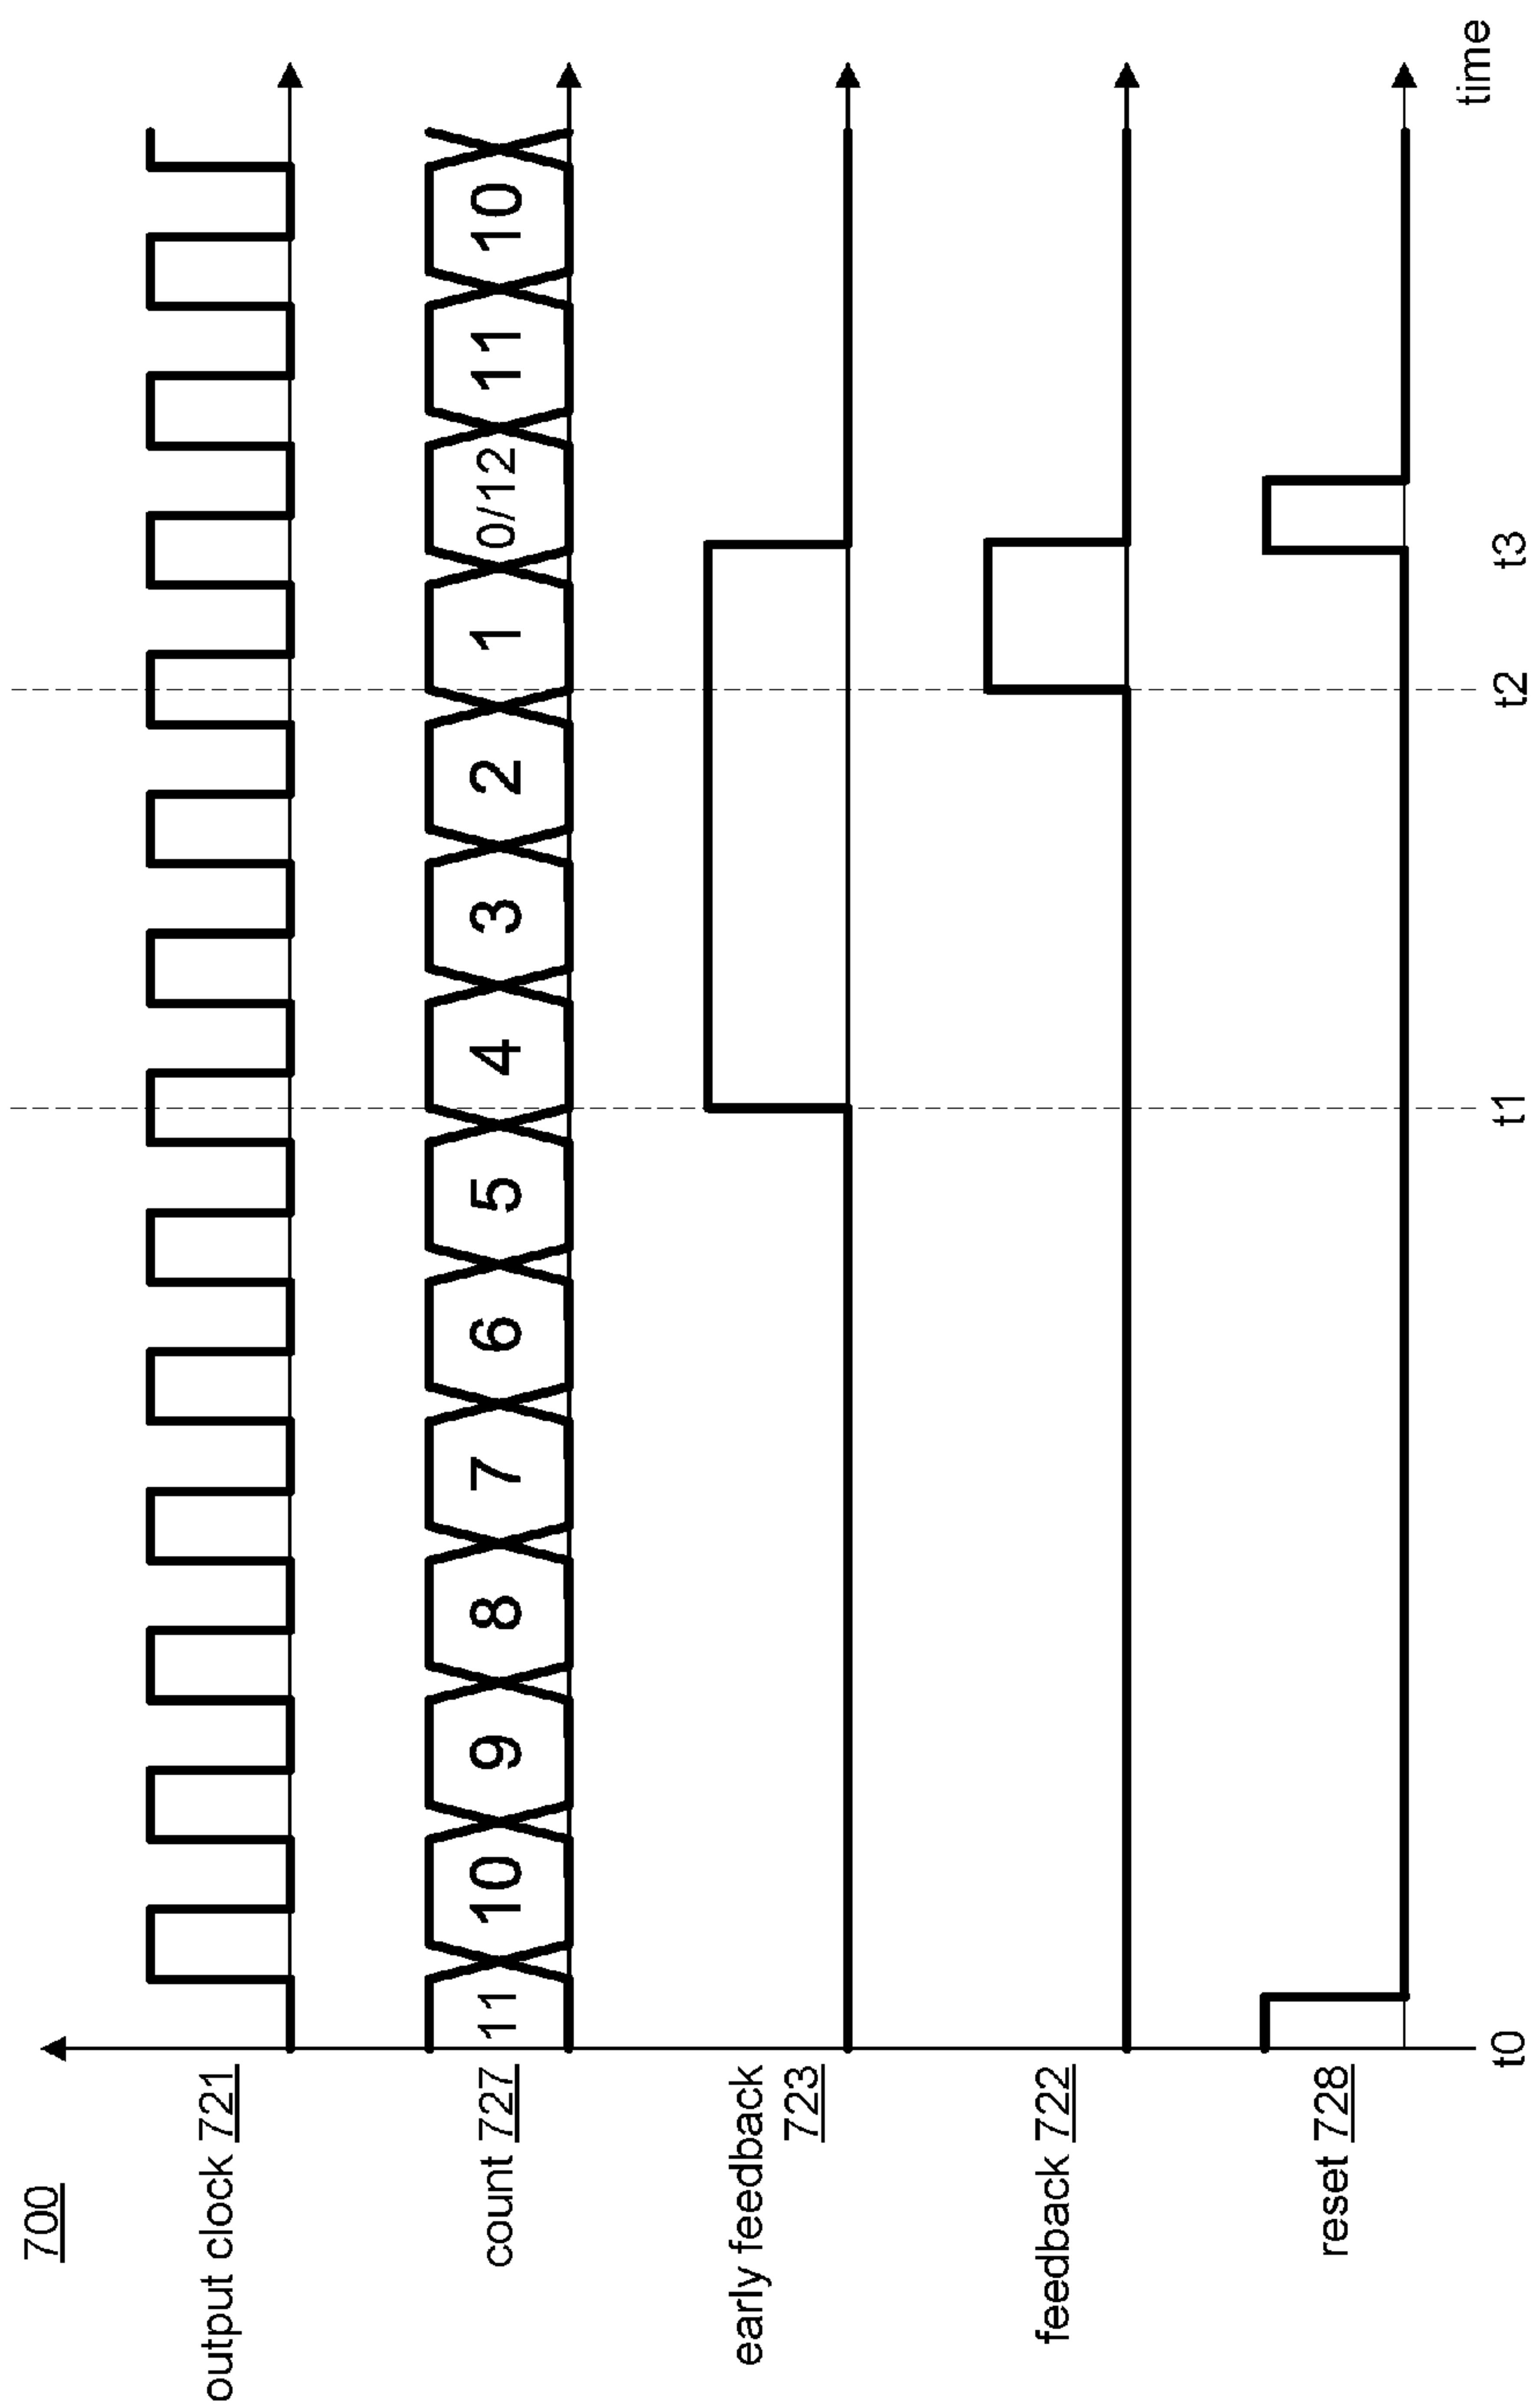 700
output clock 721
count 727
11 10 9 8 7 6 5 4 3 2 1 0/12 11 10
early feedback
723
feedback 722
reset 728
time
t0 t1 t2 t3